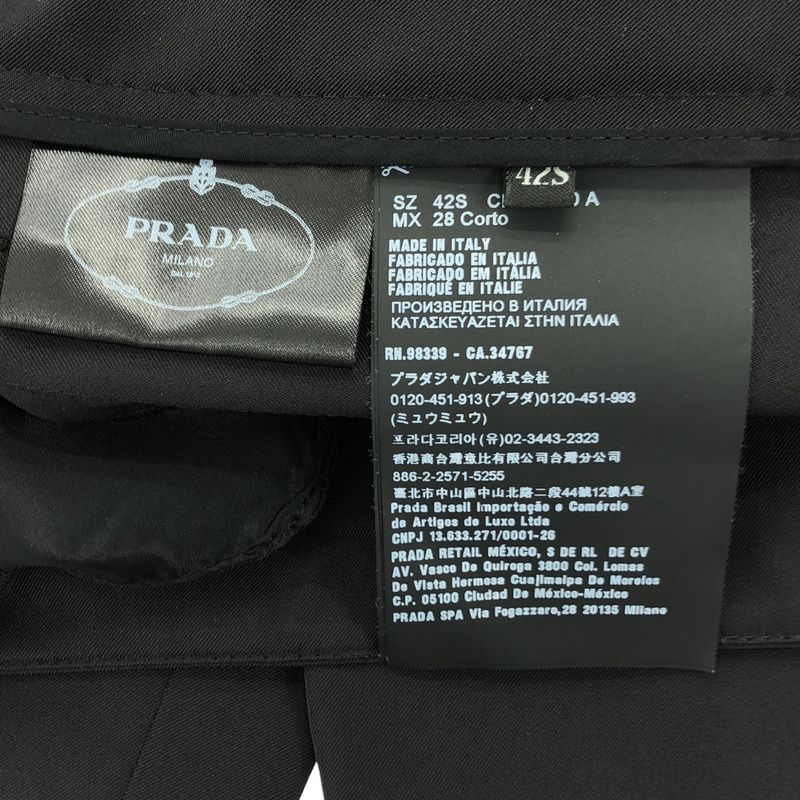 PRADA
MILANO
DAL 1913
42S
SZ 42S C 0 A
MX 28 Corto
MADE IN ITALY
FABRICADO EN ITALIA
FABRICADO EM ITÁLIA
FABRIQUÉ EN ITALIE
ПРОИЗВЕДЕНО В ИТАЛИЯ
ΚΑΤΑΣΚΕΥΑΖΕΤΑΙ ΣΤΗΝ ΙΤΑΛΙΑ
RN.98339 - CA.34767
プラダジャパン株式会社
0120-451-913(プラダ)0120-451-993
(ミュウミュウ)
프라다코리아(유)02-3443-2323
香港商台灣意比有限公司台灣分公司
886-2-2571-5255
臺北市中山區中山北路二段44號12樓A室
Prada Brasil Importação e Comércio
de Artigos de Luxo Ltda
CNPJ 13.633.271/0001-26
PRADA RETAIL MÉXICO, S DE RL DE CV
AV. Vasco De Quiroga 3800 Col. Lomas
De Vista Hermosa Cuajimalpa De Morelos
C.P. 05100 Ciudad De México-México
PRADA SPA Via Fogazzaro,28 20135 Milano